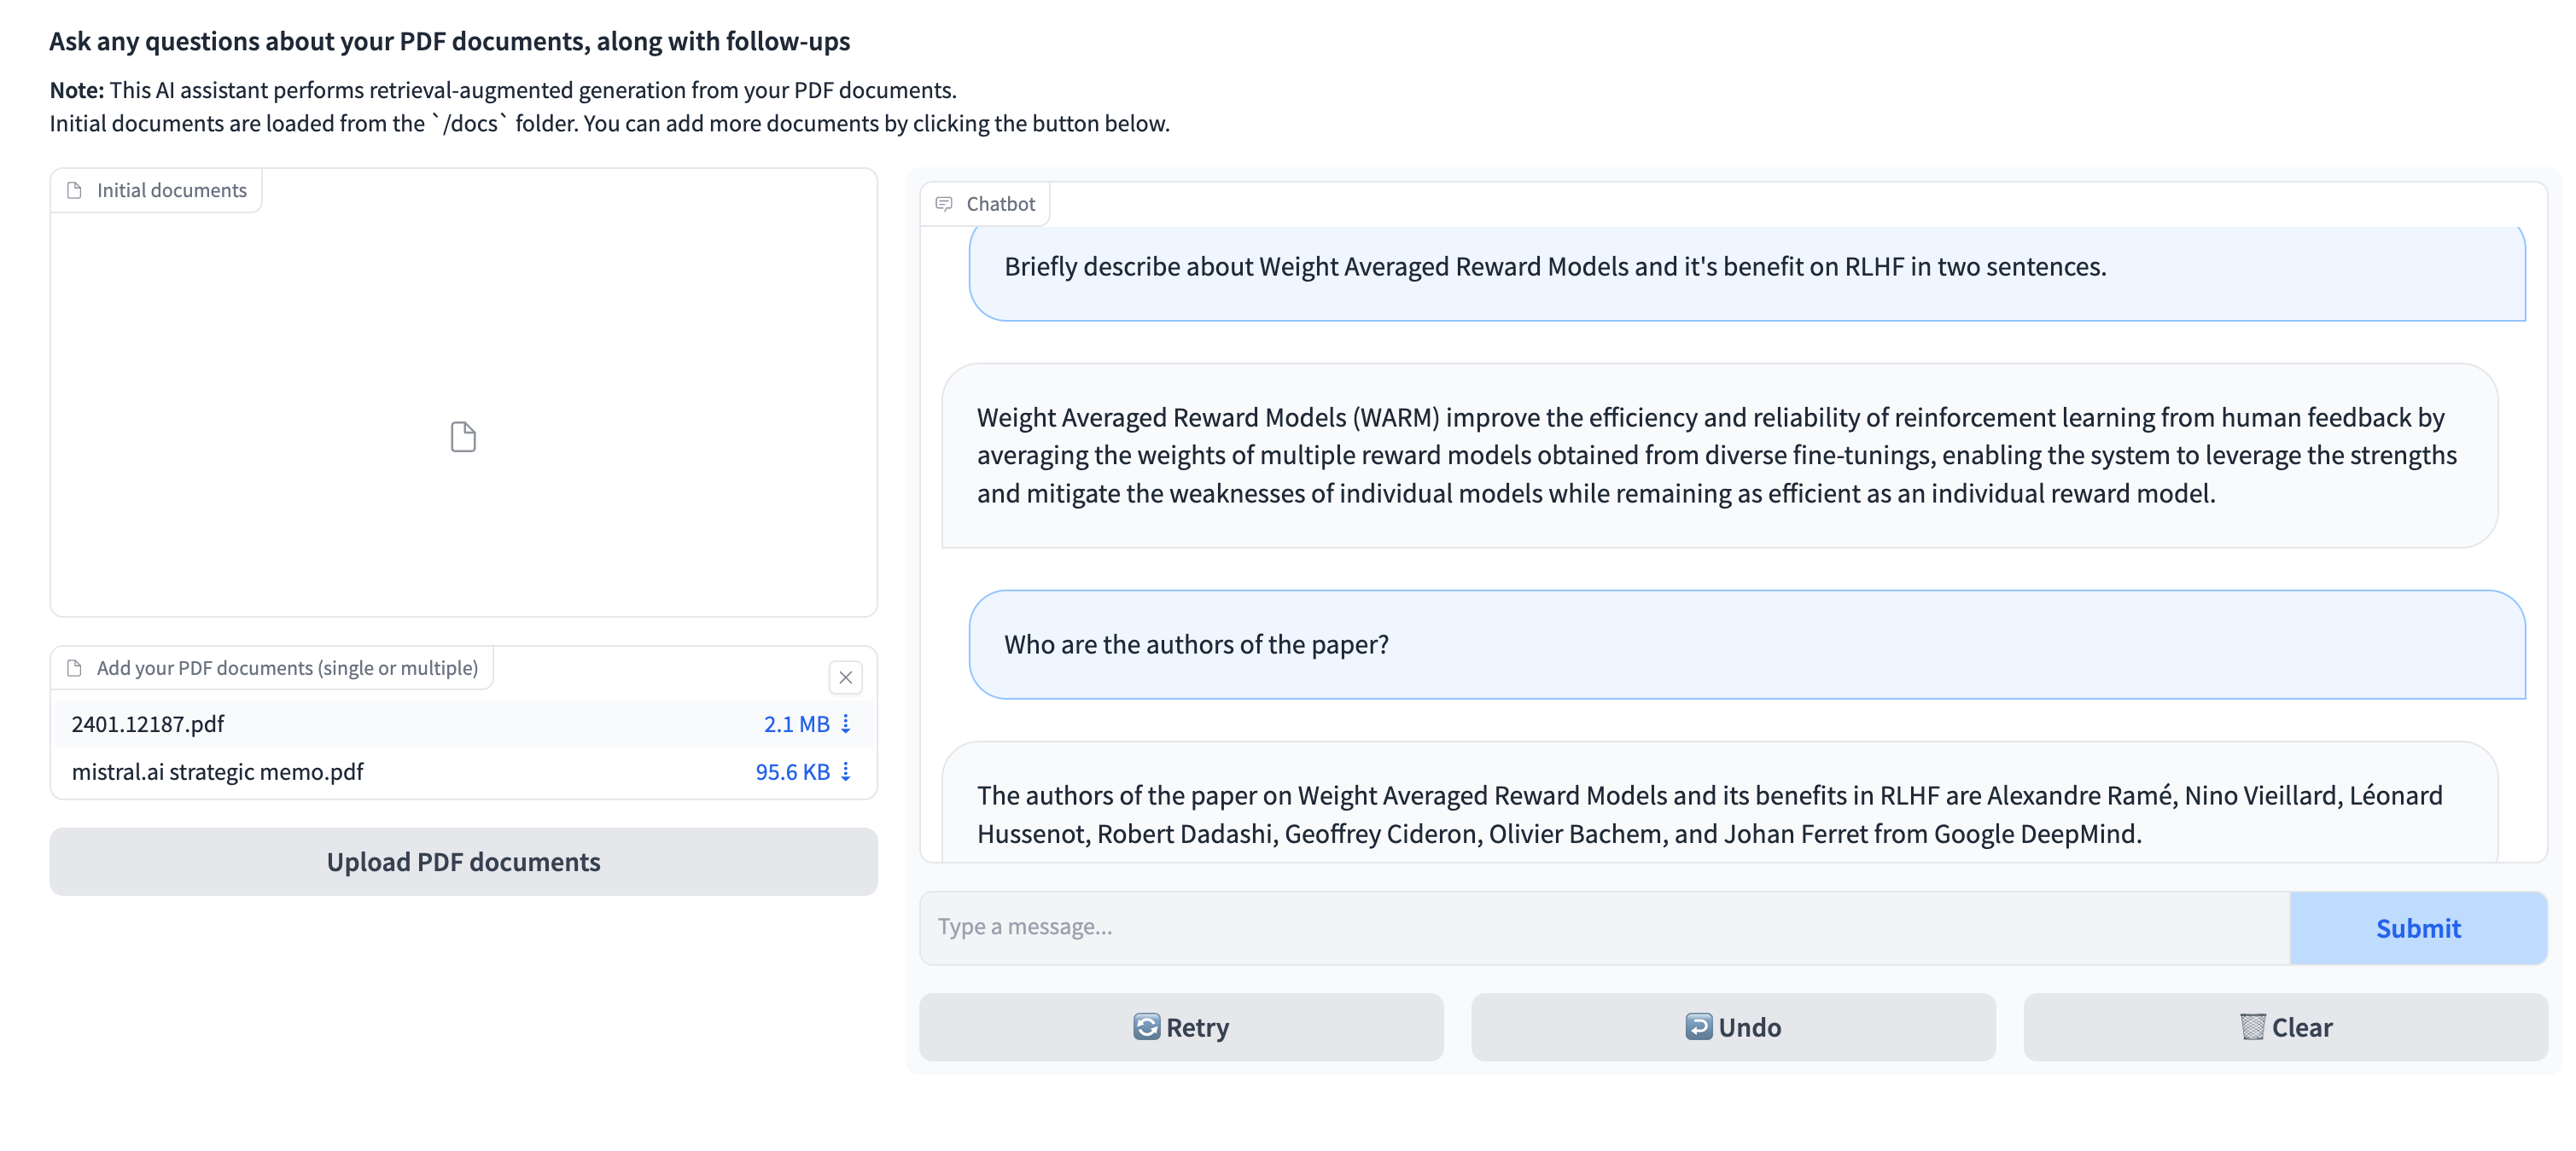 Ask any questions about your PDF documents, along with follow-ups
Note: This AI assistant performs retrieval-augmented generation from your PDF documents.
Initial documents are loaded from the `/docs` folder. You can add more documents by clicking the button below.
Initial documents
Add your PDF documents (single or multiple)
2401.12187.pdf 2.1 MB ⇣
mistral.ai strategic memo.pdf 95.6 KB ⇣
Upload PDF documents
Chatbot
Briefly describe about Weight Averaged Reward Models and it's benefit on RLHF in two sentences.
Weight Averaged Reward Models (WARM) improve the efficiency and reliability of reinforcement learning from human feedback by
averaging the weights of multiple reward models obtained from diverse fine-tunings, enabling the system to leverage the strengths
and mitigate the weaknesses of individual models while remaining as efficient as an individual reward model.
Who are the authors of the paper?
The authors of the paper on Weight Averaged Reward Models and its benefits in RLHF are Alexandre Ramé, Nino Vieillard, Léonard
Hussenot, Robert Dadashi, Geoffrey Cideron, Olivier Bachem, and Johan Ferret from Google DeepMind.
Type a message...
Submit
🔄 Retry
↩️ Undo
🗑️ Clear